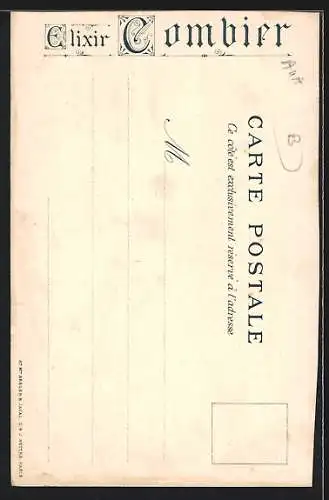 Elixir Combier
CARTE POSTALE
Ce côté est exclusivement réservé à l'adresse
M
B